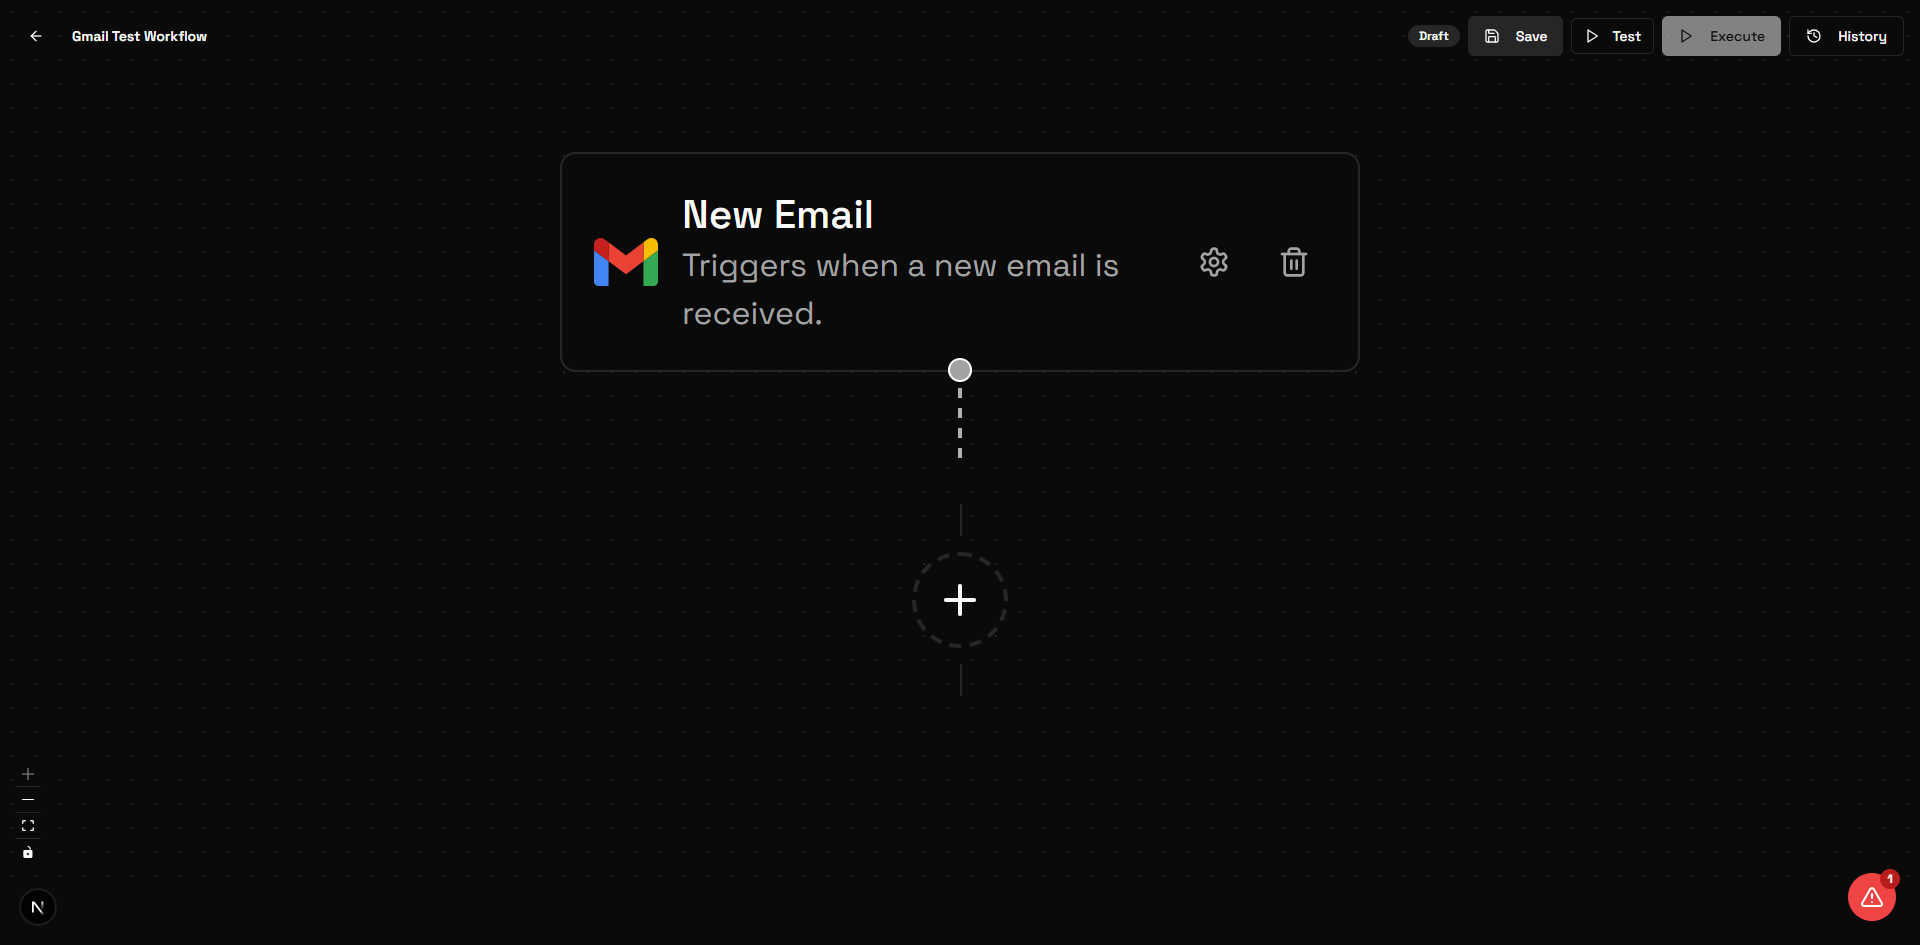 Gmail Test Workflow
Draft
Save
Test
Execute
History
New Email
Triggers when a new email is
received.
N
1